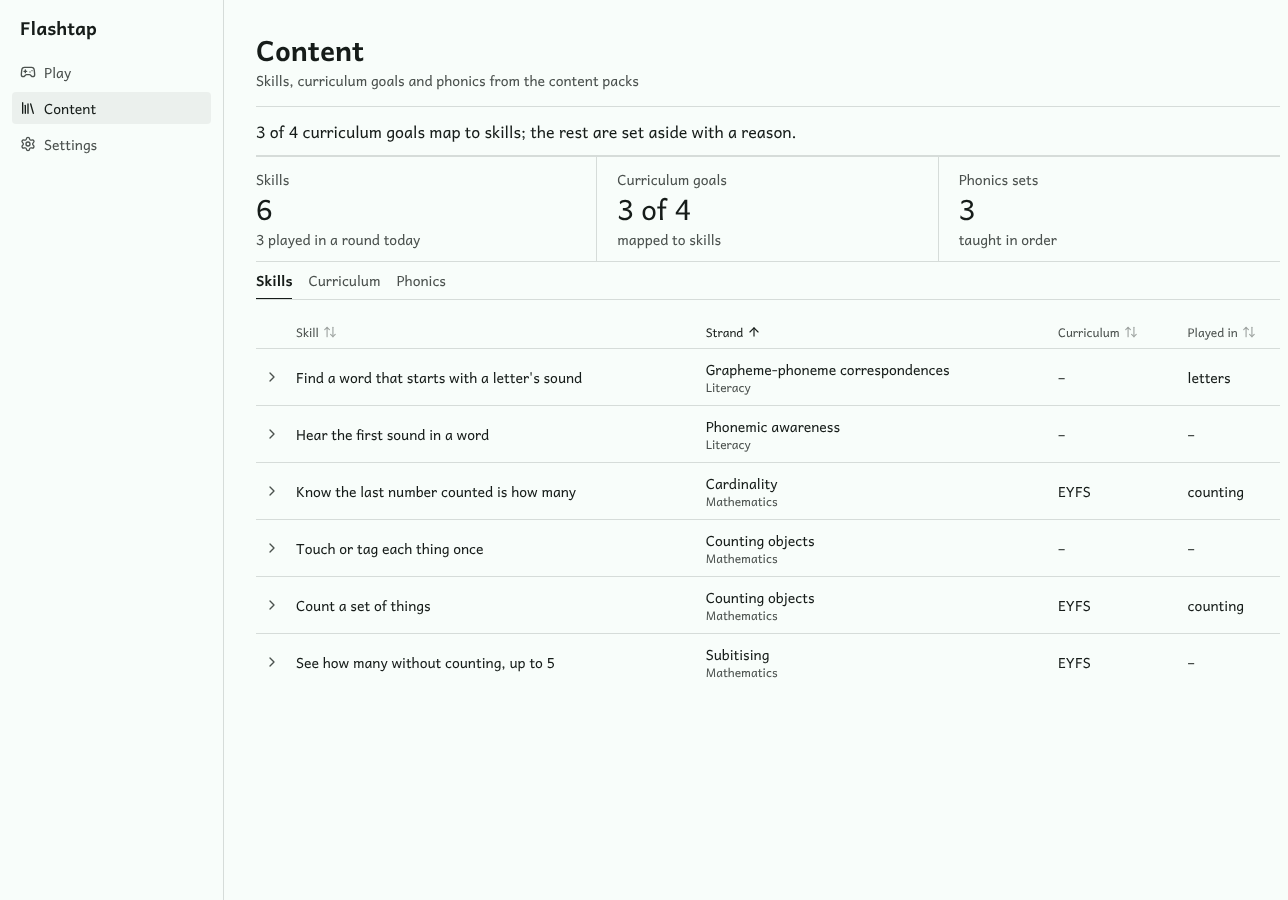 Flashtap
Play
Content
Settings
Content
Skills, curriculum goals and phonics from the content packs
3 of 4 curriculum goals map to skills; the rest are set aside with a reason.
Skills
6
3 played in a round today
Curriculum goals
3 of 4
mapped to skills
Phonics sets
3
taught in order
Skills Curriculum Phonics
Skill Strand Curriculum Played in
Find a word that starts with a letter's sound
Grapheme-phoneme correspondences
Literacy
–
letters
Hear the first sound in a word
Phonemic awareness
Literacy
–
–
Know the last number counted is how many
Cardinality
Mathematics
EYFS
counting
Touch or tag each thing once
Counting objects
Mathematics
–
–
Count a set of things
Counting objects
Mathematics
EYFS
counting
See how many without counting, up to 5
Subitising
Mathematics
EYFS
–